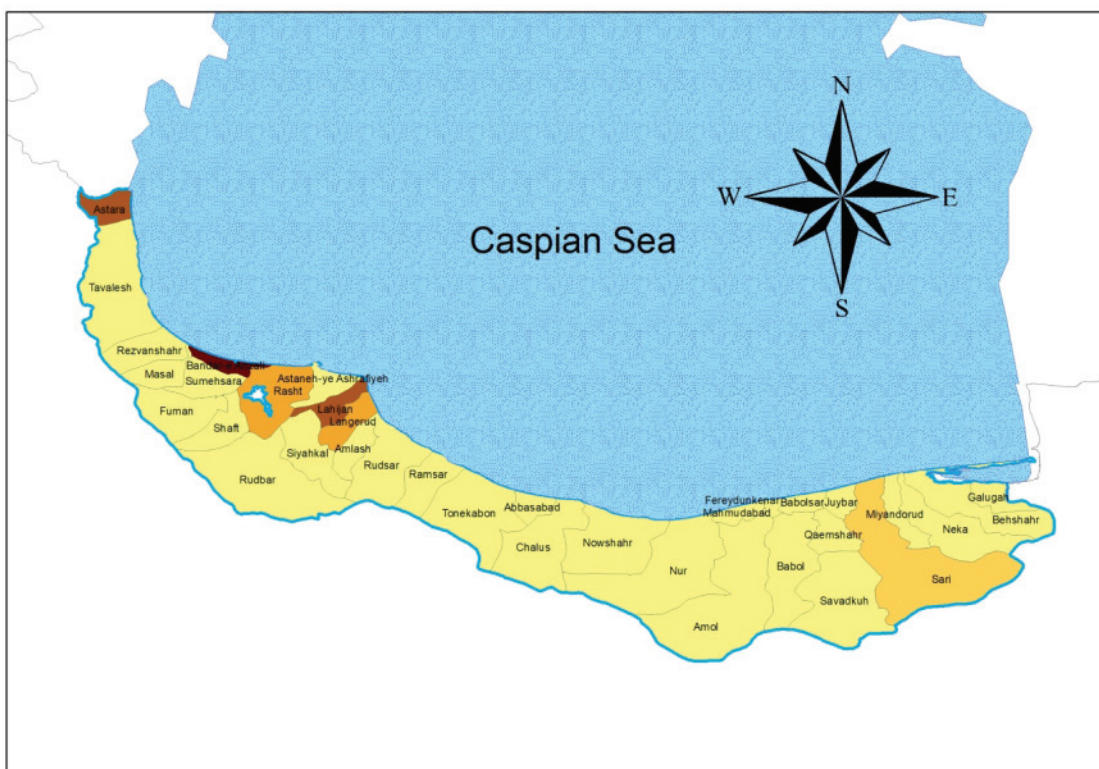 N
W
E
S
Caspian Sea
Astara
Tavalesh
Rezvanshahr
Masal
Bandar-e Anzali
Sumehsara
Astaneh-ye Ashrafiyeh
Rasht
Fuman
Shaft
Lahijan
Langerud
Siyahkal
Amlash
Rudbar
Rudsar
Ramsar
Tonekabon
Abbasabad
Chalus
Nowshahr
Nur
Amol
Fereydunkenar
Mahmudabad
Babolsar
Juybar
Qaemshahr
Babol
Savadkuh
Miyandorud
Sari
Neka
Galugah
Behshahr